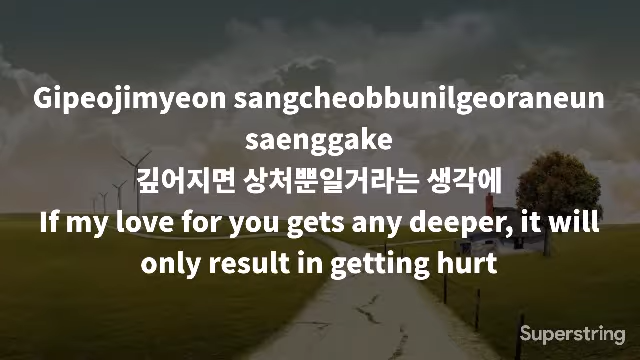 Gipeojimyeon sangcheobbunilgeoraneun
saenggake
깊어지면 상처뿐일거라는 생각에
If my love for you gets any deeper, it will
only result in getting hurt
Superstring